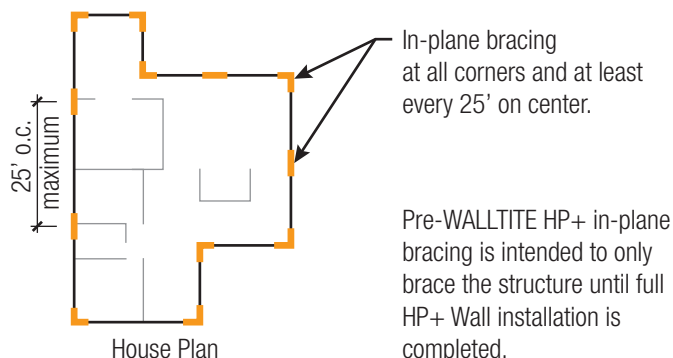 In-plane bracing
at all corners and at least
every 25’ on center.
25’ o.c.
maximum
Pre-WALLTITE HP+ in-plane
bracing is intended to only
brace the structure until full
HP+ Wall installation is
completed.
House Plan